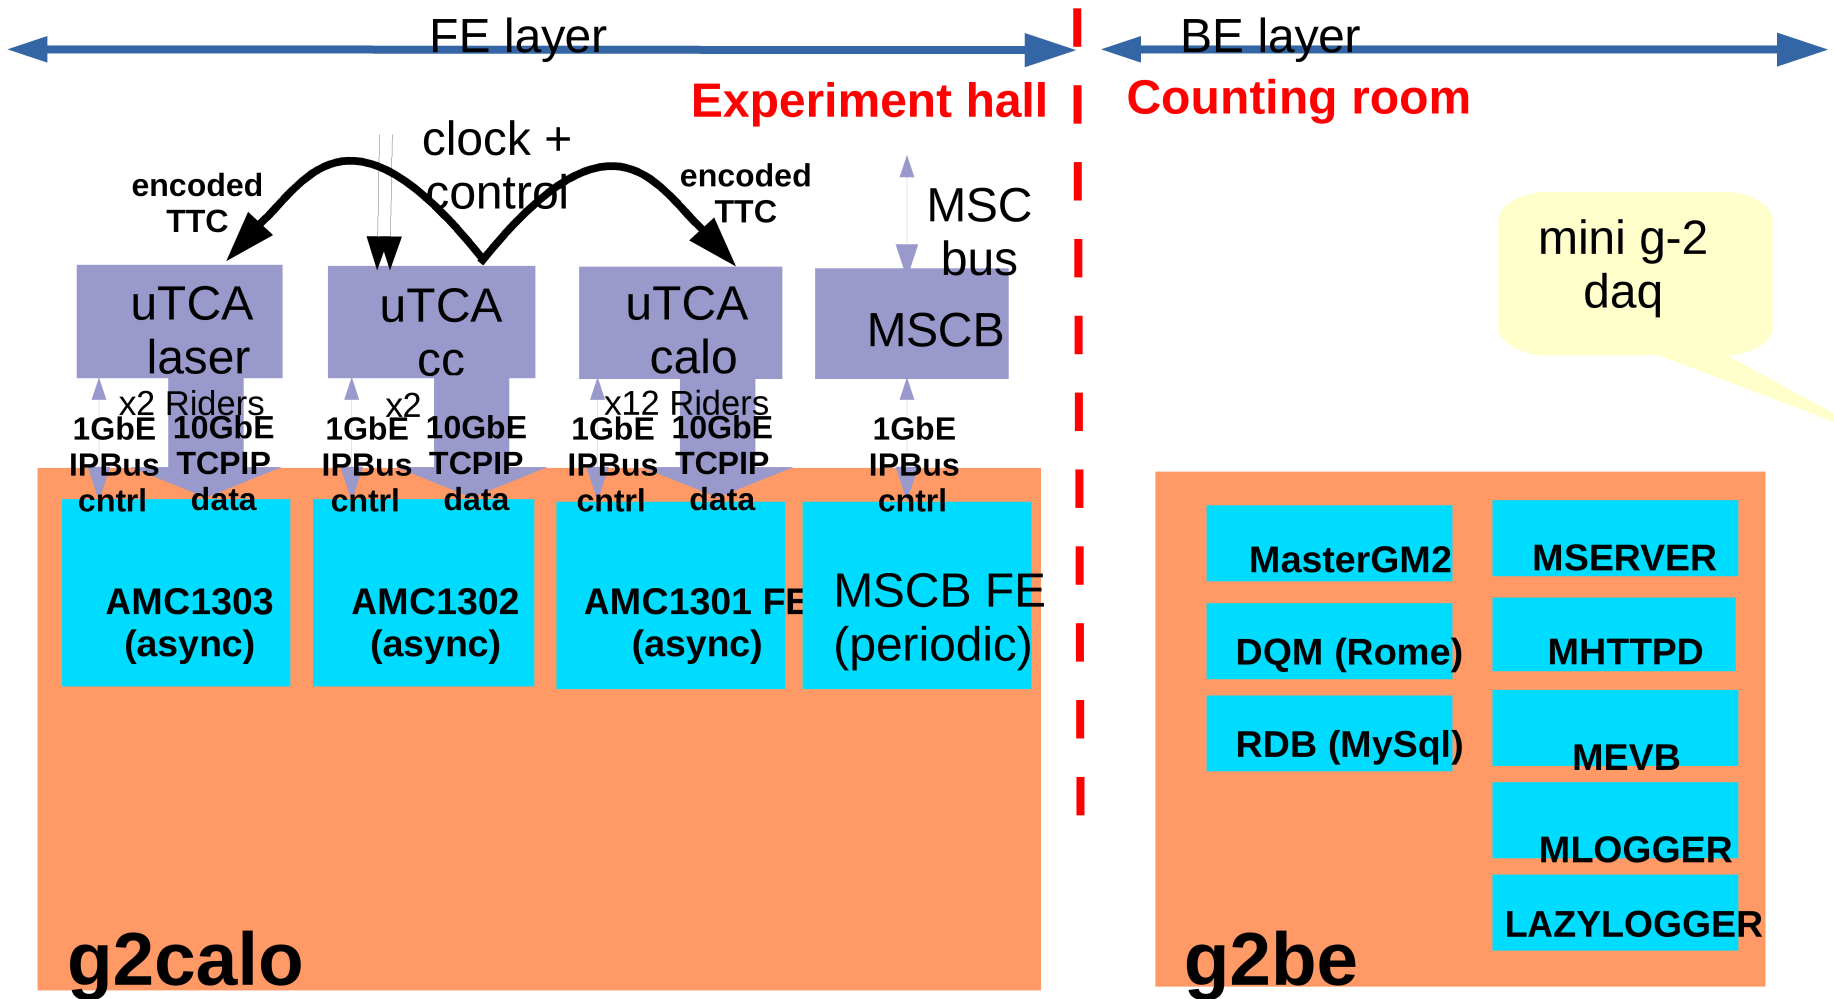 FE layer
BE layer
Experiment hall
Counting room
clock +
control
encoded
TTC
encoded
TTC
MSC
bus
mini g-2
daq
uTCA
laser
uTCA
cc
uTCA
calo
MSCB
x2 Riders
x2
x12 Riders
1GbE
IPBus
cntrl
10GbE
TCPIP
data
1GbE
IPBus
cntrl
10GbE
TCPIP
data
1GbE
IPBus
cntrl
10GbE
TCPIP
data
1GbE
IPBus
cntrl
AMC1303
(async)
AMC1302
(async)
AMC1301 FE
(async)
MSCB FE
(periodic)
g2calo
MasterGM2
DQM (Rome)
RDB (MySql)
MSERVER
MHTTPD
MEVB
MLOGGER
LAZYLOGGER
g2be